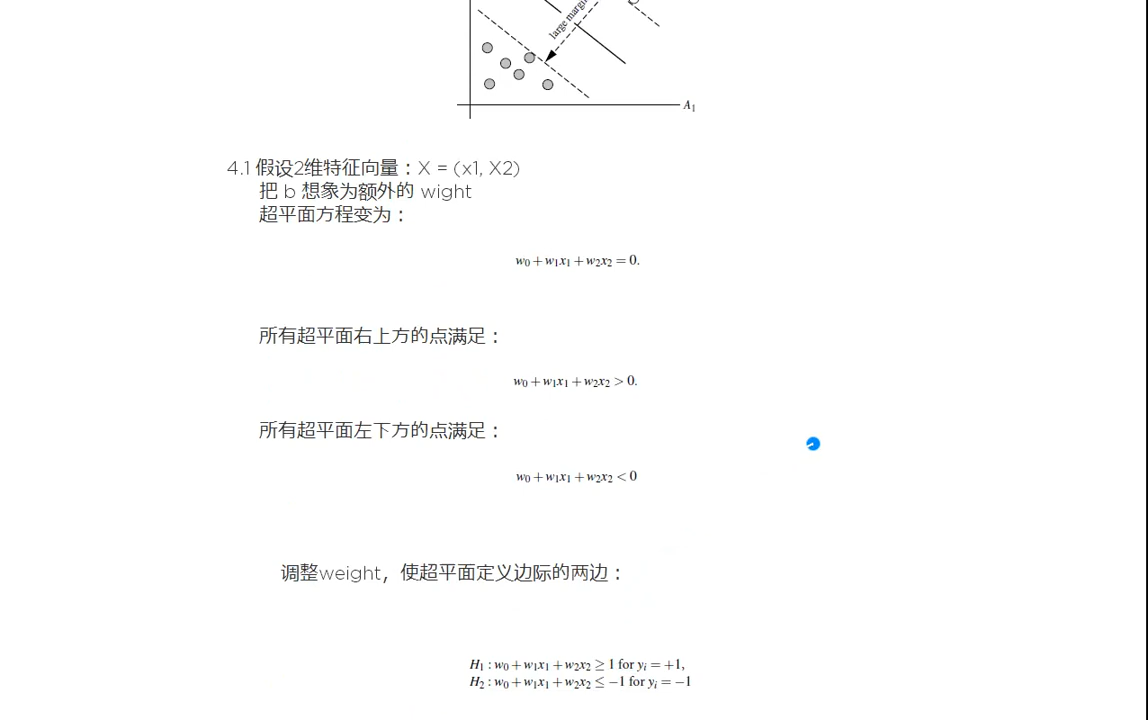 large margin
A1
4.1 假设2维特征向量：X = (x1, X2)
把 b 想象为额外的 wight
超平面方程变为：
w0 + w1x1 + w2x2 = 0.
所有超平面右上方的点满足：
w0 + w1x1 + w2x2 > 0.
所有超平面左下方的点满足：
w0 + w1x1 + w2x2 < 0
调整weight，使超平面定义边际的两边：
H1 : w0 + w1x1 + w2x2 ≥ 1 for yi = +1,
H2 : w0 + w1x1 + w2x2 ≤ −1 for yi = −1